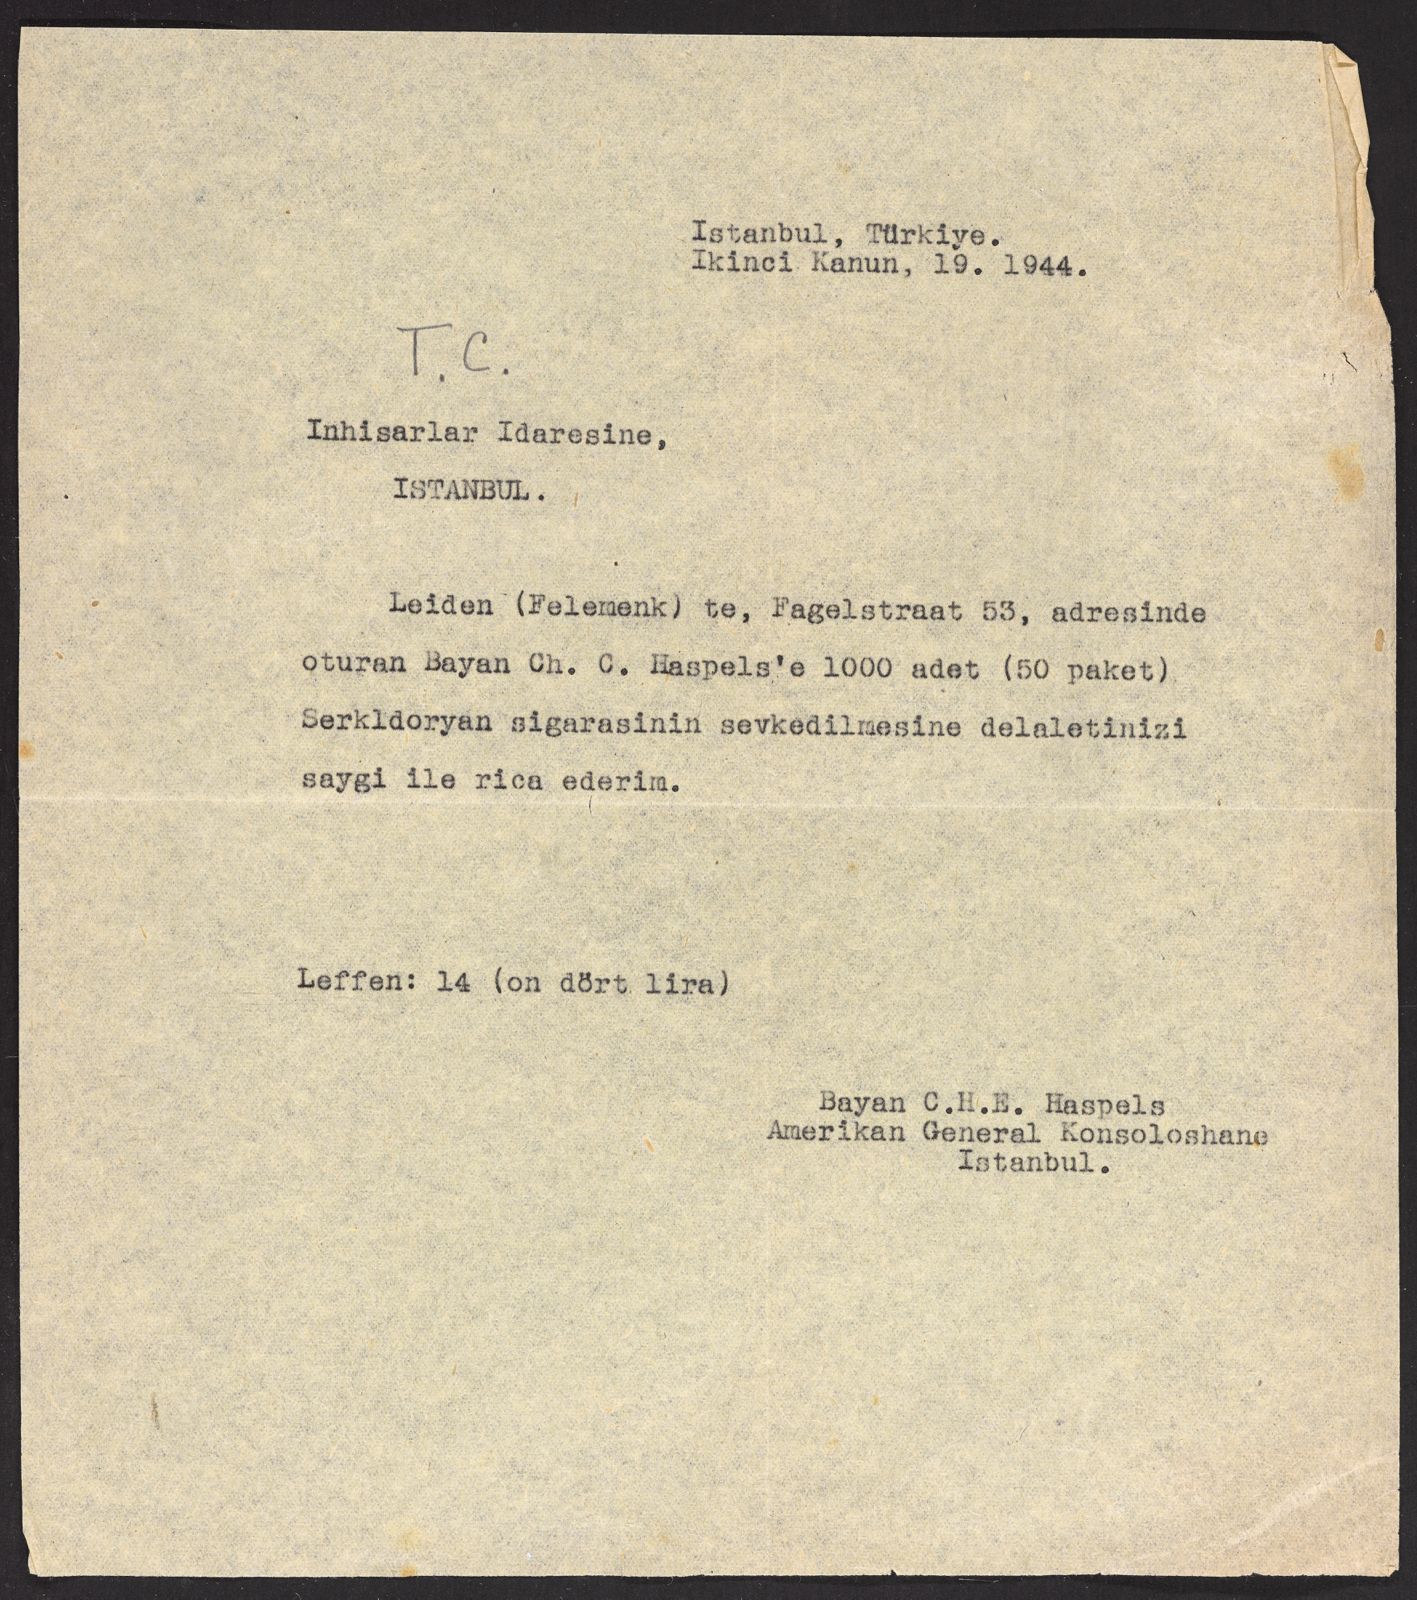 Istanbul, Türkiye.
Ikinci Kanun, 19. 1944.
T.C.
Inhisarlar Idaresine,
ISTANBUL.
Leiden (Felemenk) te, Fagelstraat 53, adresinde
oturan Bayan Ch. C. Haspels'e 1000 adet (50 paket)
Serkldoryan sigarasinin sevkedilmesine delaletinizi
saygi ile rica ederim.
Leffen: 14 (on dört lira)
Bayan C.H.E. Haspels
Amerikan General Konsoloshane
Istanbul.